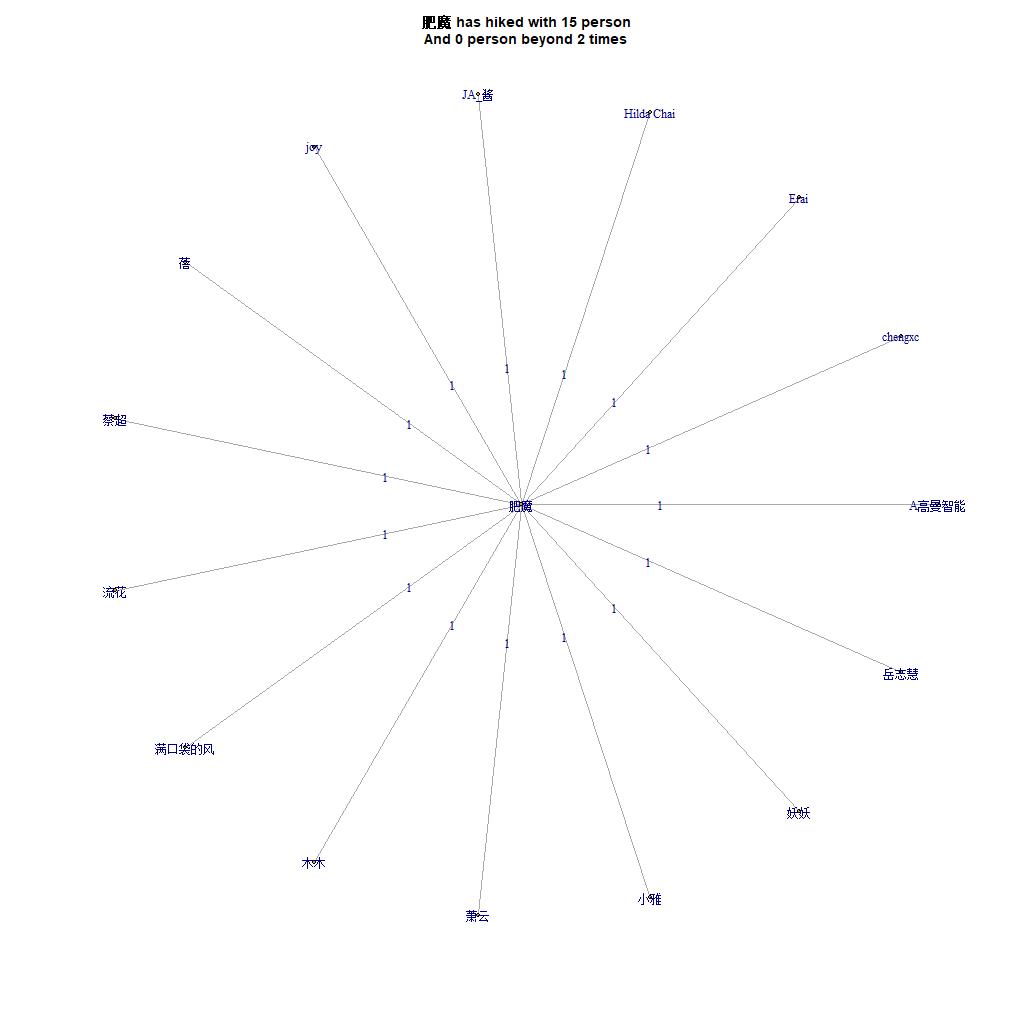 肥魔 has hiked with 15 person
And 0 person beyond 2 times
JA_酱
Hilda Chai
joy
Erai
蓓
chengxc
1
1
1
1
蔡超
1
1
1
1
肥魔
1
A高曼智能
1
1
流花
1
1
1
1
1
岳志慧
满口袋的风
妖妖
木木
小雅
萧云